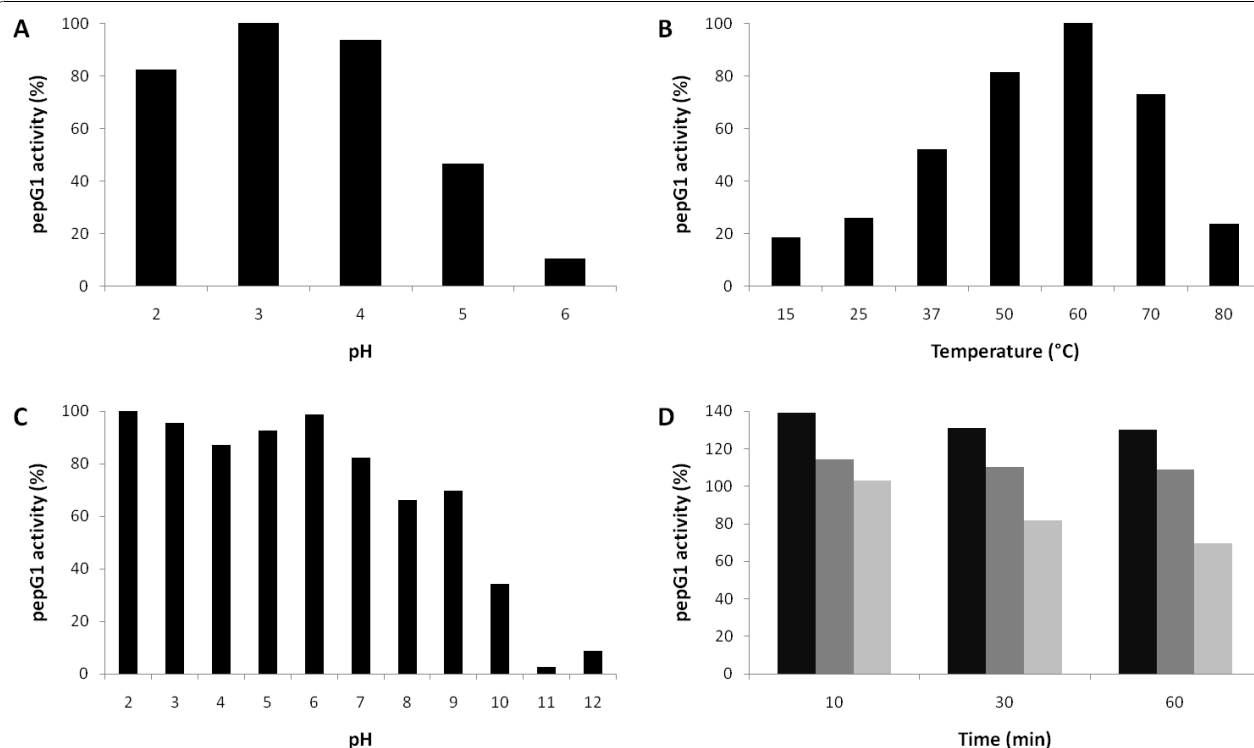 A
pepG1 activity (%)
100
80
60
40
20
0
2 3 4 5 6
pH
B
pepG1 activity (%)
100
80
60
40
20
0
15 25 37 50 60 70 80
Temperature (°C)
C
pepG1 activity (%)
100
80
60
40
20
0
2 3 4 5 6 7 8 9 10 11 12
pH
D
pepG1 activity (%)
140
120
100
80
60
40
20
0
10 30 60
Time (min)